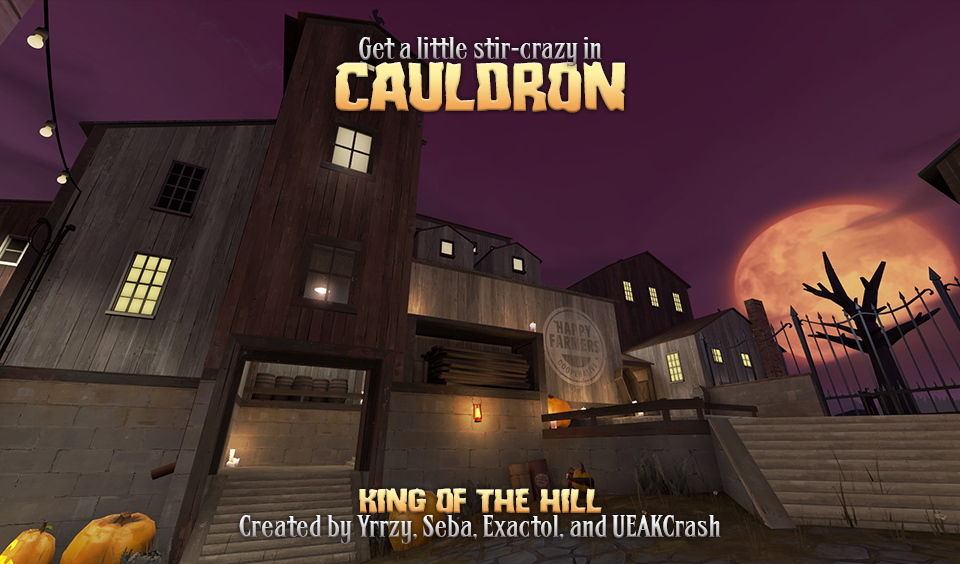 Get a little stir-crazy in
CAULDRON
HAPPY
FARMERS
KING OF THE HILL
Created by Yrrzy, Seba, Exactol, and UEAKCrash